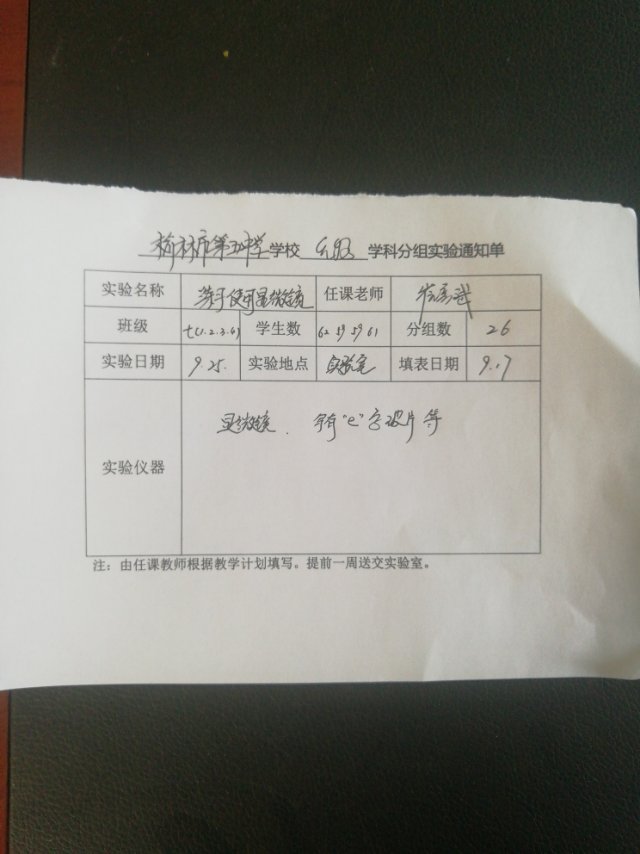 榆林市第五中学学校 生物 学科分组实验通知单
实验名称 练习使用显微镜 任课老师
班级 七(1.2.3.4) 学生数 62 59 59 61 分组数 26
实验日期 9.25. 实验地点 实验室 填表日期 9.17
实验仪器 显微镜、写有"e"字玻片等
注：由任课教师根据教学计划填写。提前一周送交实验室。